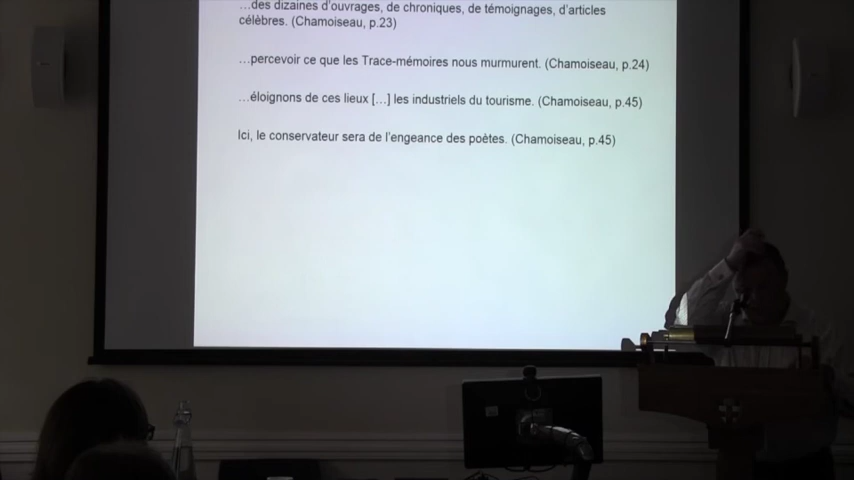 …des dizaines d'ouvrages, de chroniques, de témoignages, d'articles
célèbres. (Chamoiseau, p.23)
…percevoir ce que les Trace-mémoires nous murmurent. (Chamoiseau, p.24)
…éloignons de ces lieux […] les industriels du tourisme. (Chamoiseau, p.45)
Ici, le conservateur sera de l'engeance des poètes. (Chamoiseau, p.45)